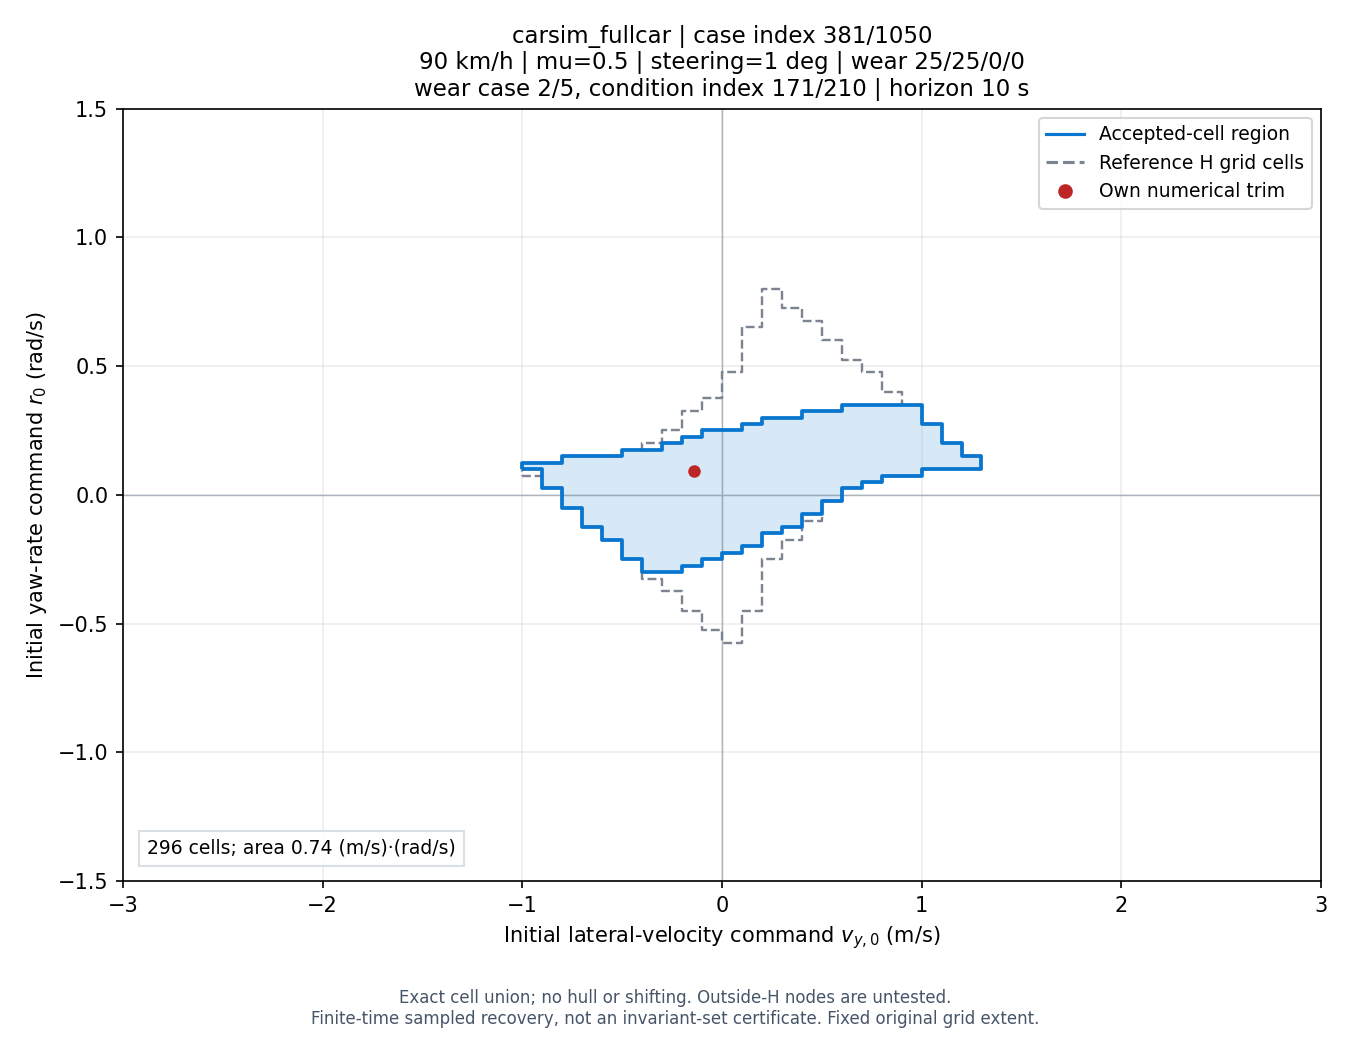 carsim_fullcar | case index 381/1050
90 km/h | mu=0.5 | steering=1 deg | wear 25/25/0/0
wear case 2/5, condition index 171/210 | horizon 10 s
Accepted-cell region
Reference H grid cells
Own numerical trim
1.5
1.0
0.5
0.0
−0.5
−1.0
−1.5
Initial yaw-rate command r₀ (rad/s)
296 cells; area 0.74 (m/s)·(rad/s)
−3
−2
−1
0
1
2
3
Initial lateral-velocity command v_{y,0} (m/s)
Exact cell union; no hull or shifting. Outside-H nodes are untested.
Finite-time sampled recovery, not an invariant-set certificate. Fixed original grid extent.